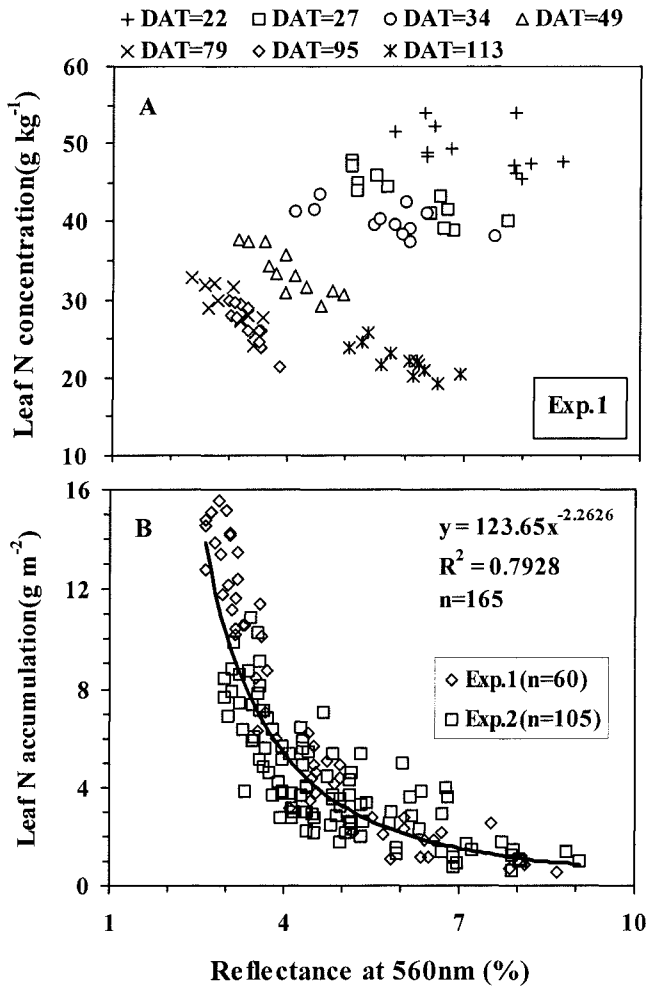 + DAT=22 □ DAT=27 ○ DAT=34 △ DAT=49
× DAT=79 ◇ DAT=95 ⁎ DAT=113
A
Leaf N concentration(g kg⁻¹)
60
50
40
30
20
10
Exp.1
B
y = 123.65x^-2.2626
R² = 0.7928
n=165
◇ Exp.1(n=60)
□ Exp.2(n=105)
Leaf N accumulation(g m⁻²)
16
12
8
4
0
1 4 7 10
Reflectance at 560nm (%)